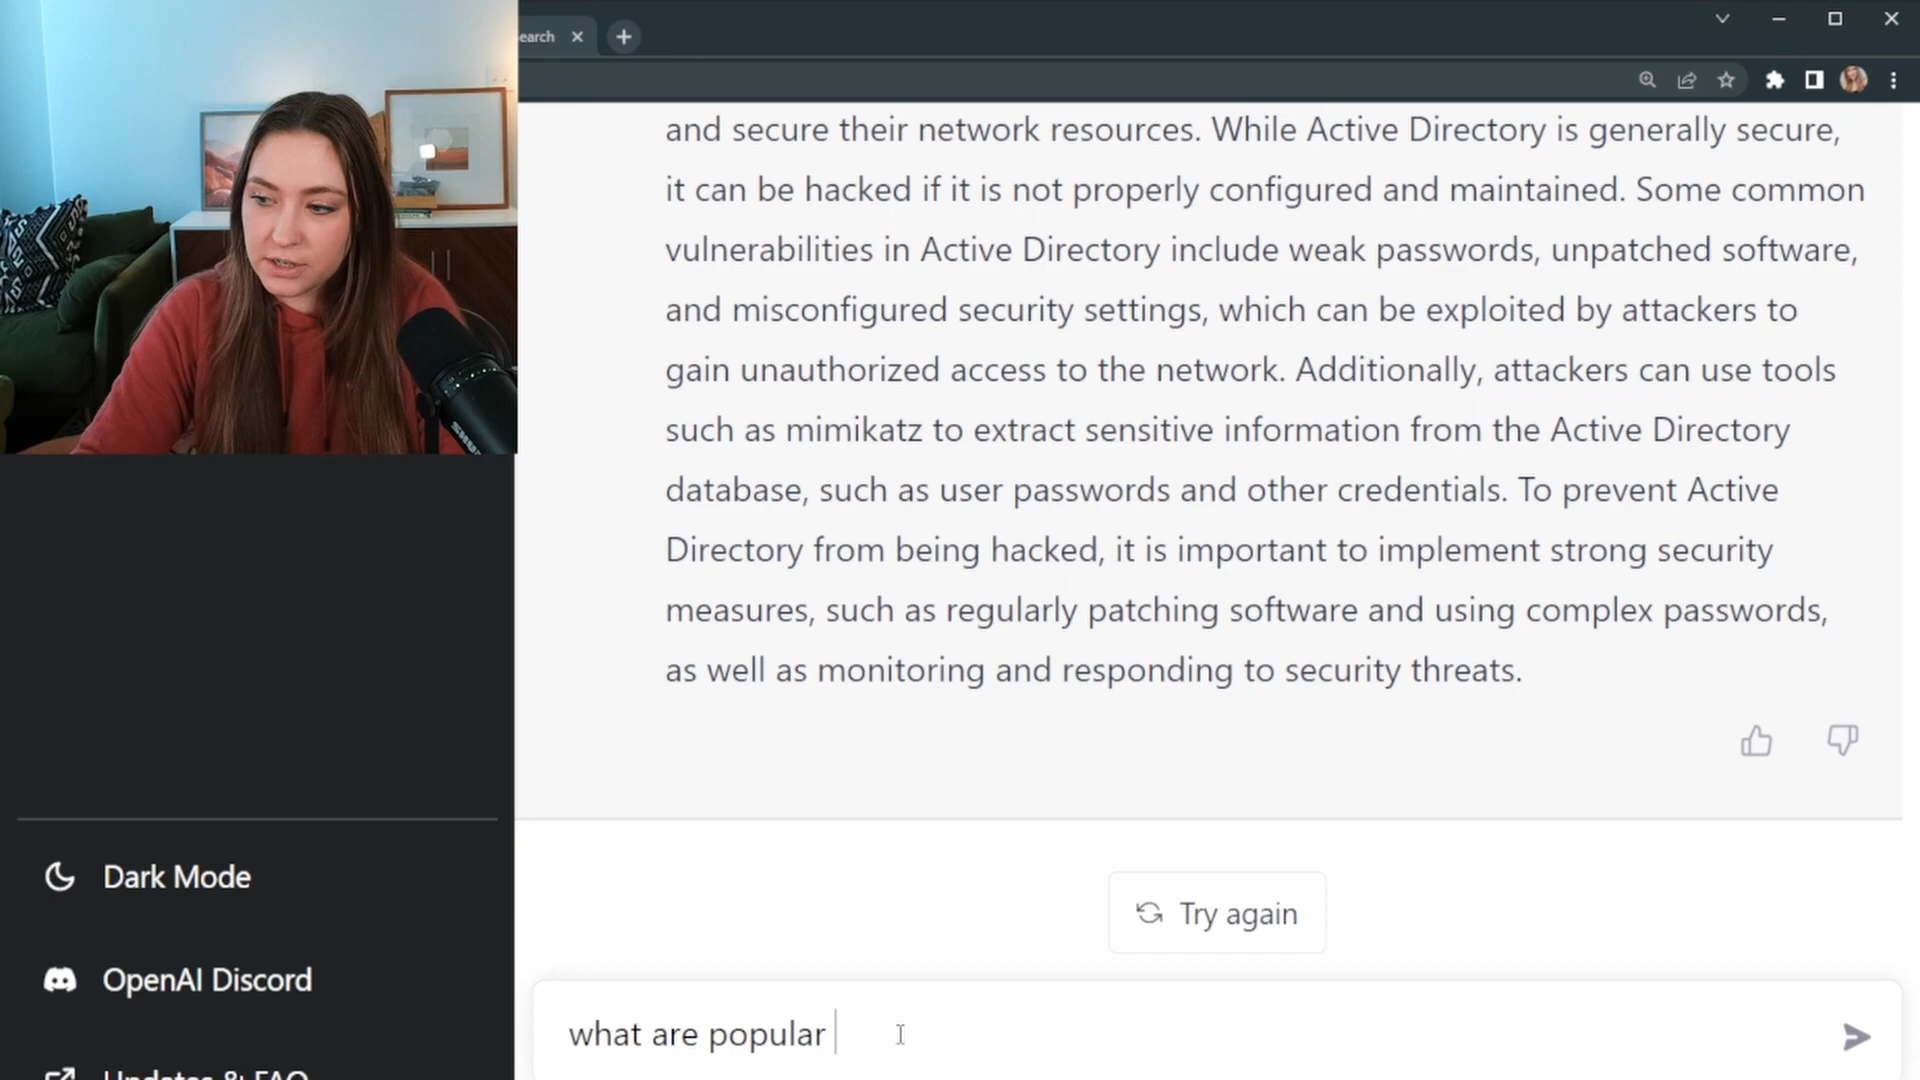 earch
and secure their network resources. While Active Directory is generally secure,
it can be hacked if it is not properly configured and maintained. Some common
vulnerabilities in Active Directory include weak passwords, unpatched software,
and misconfigured security settings, which can be exploited by attackers to
gain unauthorized access to the network. Additionally, attackers can use tools
such as mimikatz to extract sensitive information from the Active Directory
database, such as user passwords and other credentials. To prevent Active
Directory from being hacked, it is important to implement strong security
measures, such as regularly patching software and using complex passwords,
as well as monitoring and responding to security threats.
Try again
what are popular
Dark Mode
OpenAI Discord
Updates & FAQ